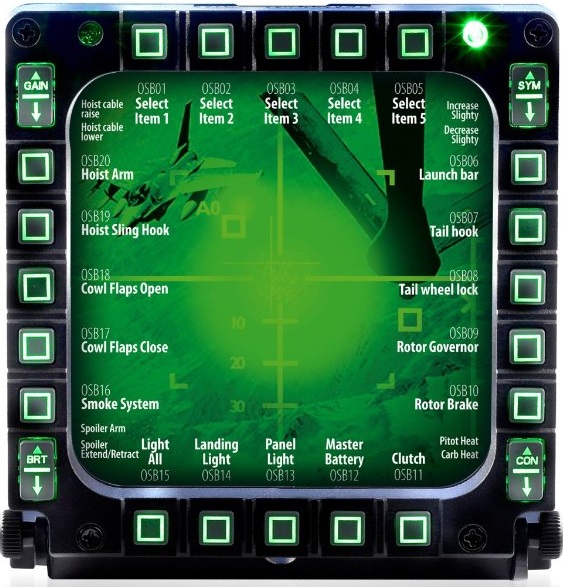 OSB01 OSB02 OSB03 OSB04 OSB05
Select Item 1
Select Item 2
Select Item 3
Select Item 4
Select Item 5
GAIN
SYM
Hoist cable raise
Hoist cable lower
Increase Slighty
Decrease Slighty
OSB20
Hoist Arm
OSB06
Launch bar
OSB19
Hoist Sling Hook
A0
OSB07
Tail hook
OSB18
Cowl Flaps Open
OSB08
Tail wheel lock
10
OSB17
Cowl Flaps Close
OSB09
Rotor Governor
20
OSB16
Smoke System
30
OSB10
Rotor Brake
Spoiler Arm
Spoiler Extend/Retract
Pitot Heat
Carb Heat
BRT
CON
Light All
Landing Light
Panel Light
Master Battery
Clutch
OSB15 OSB14 OSB13 OSB12 OSB11